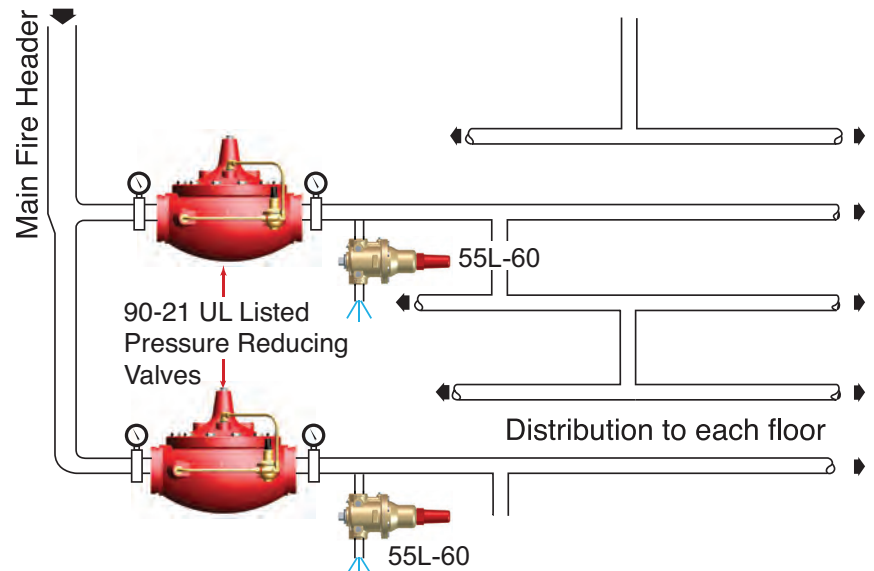 Main Fire Header
55L-60
90-21 UL Listed
Pressure Reducing
Valves
Distribution to each floor
55L-60